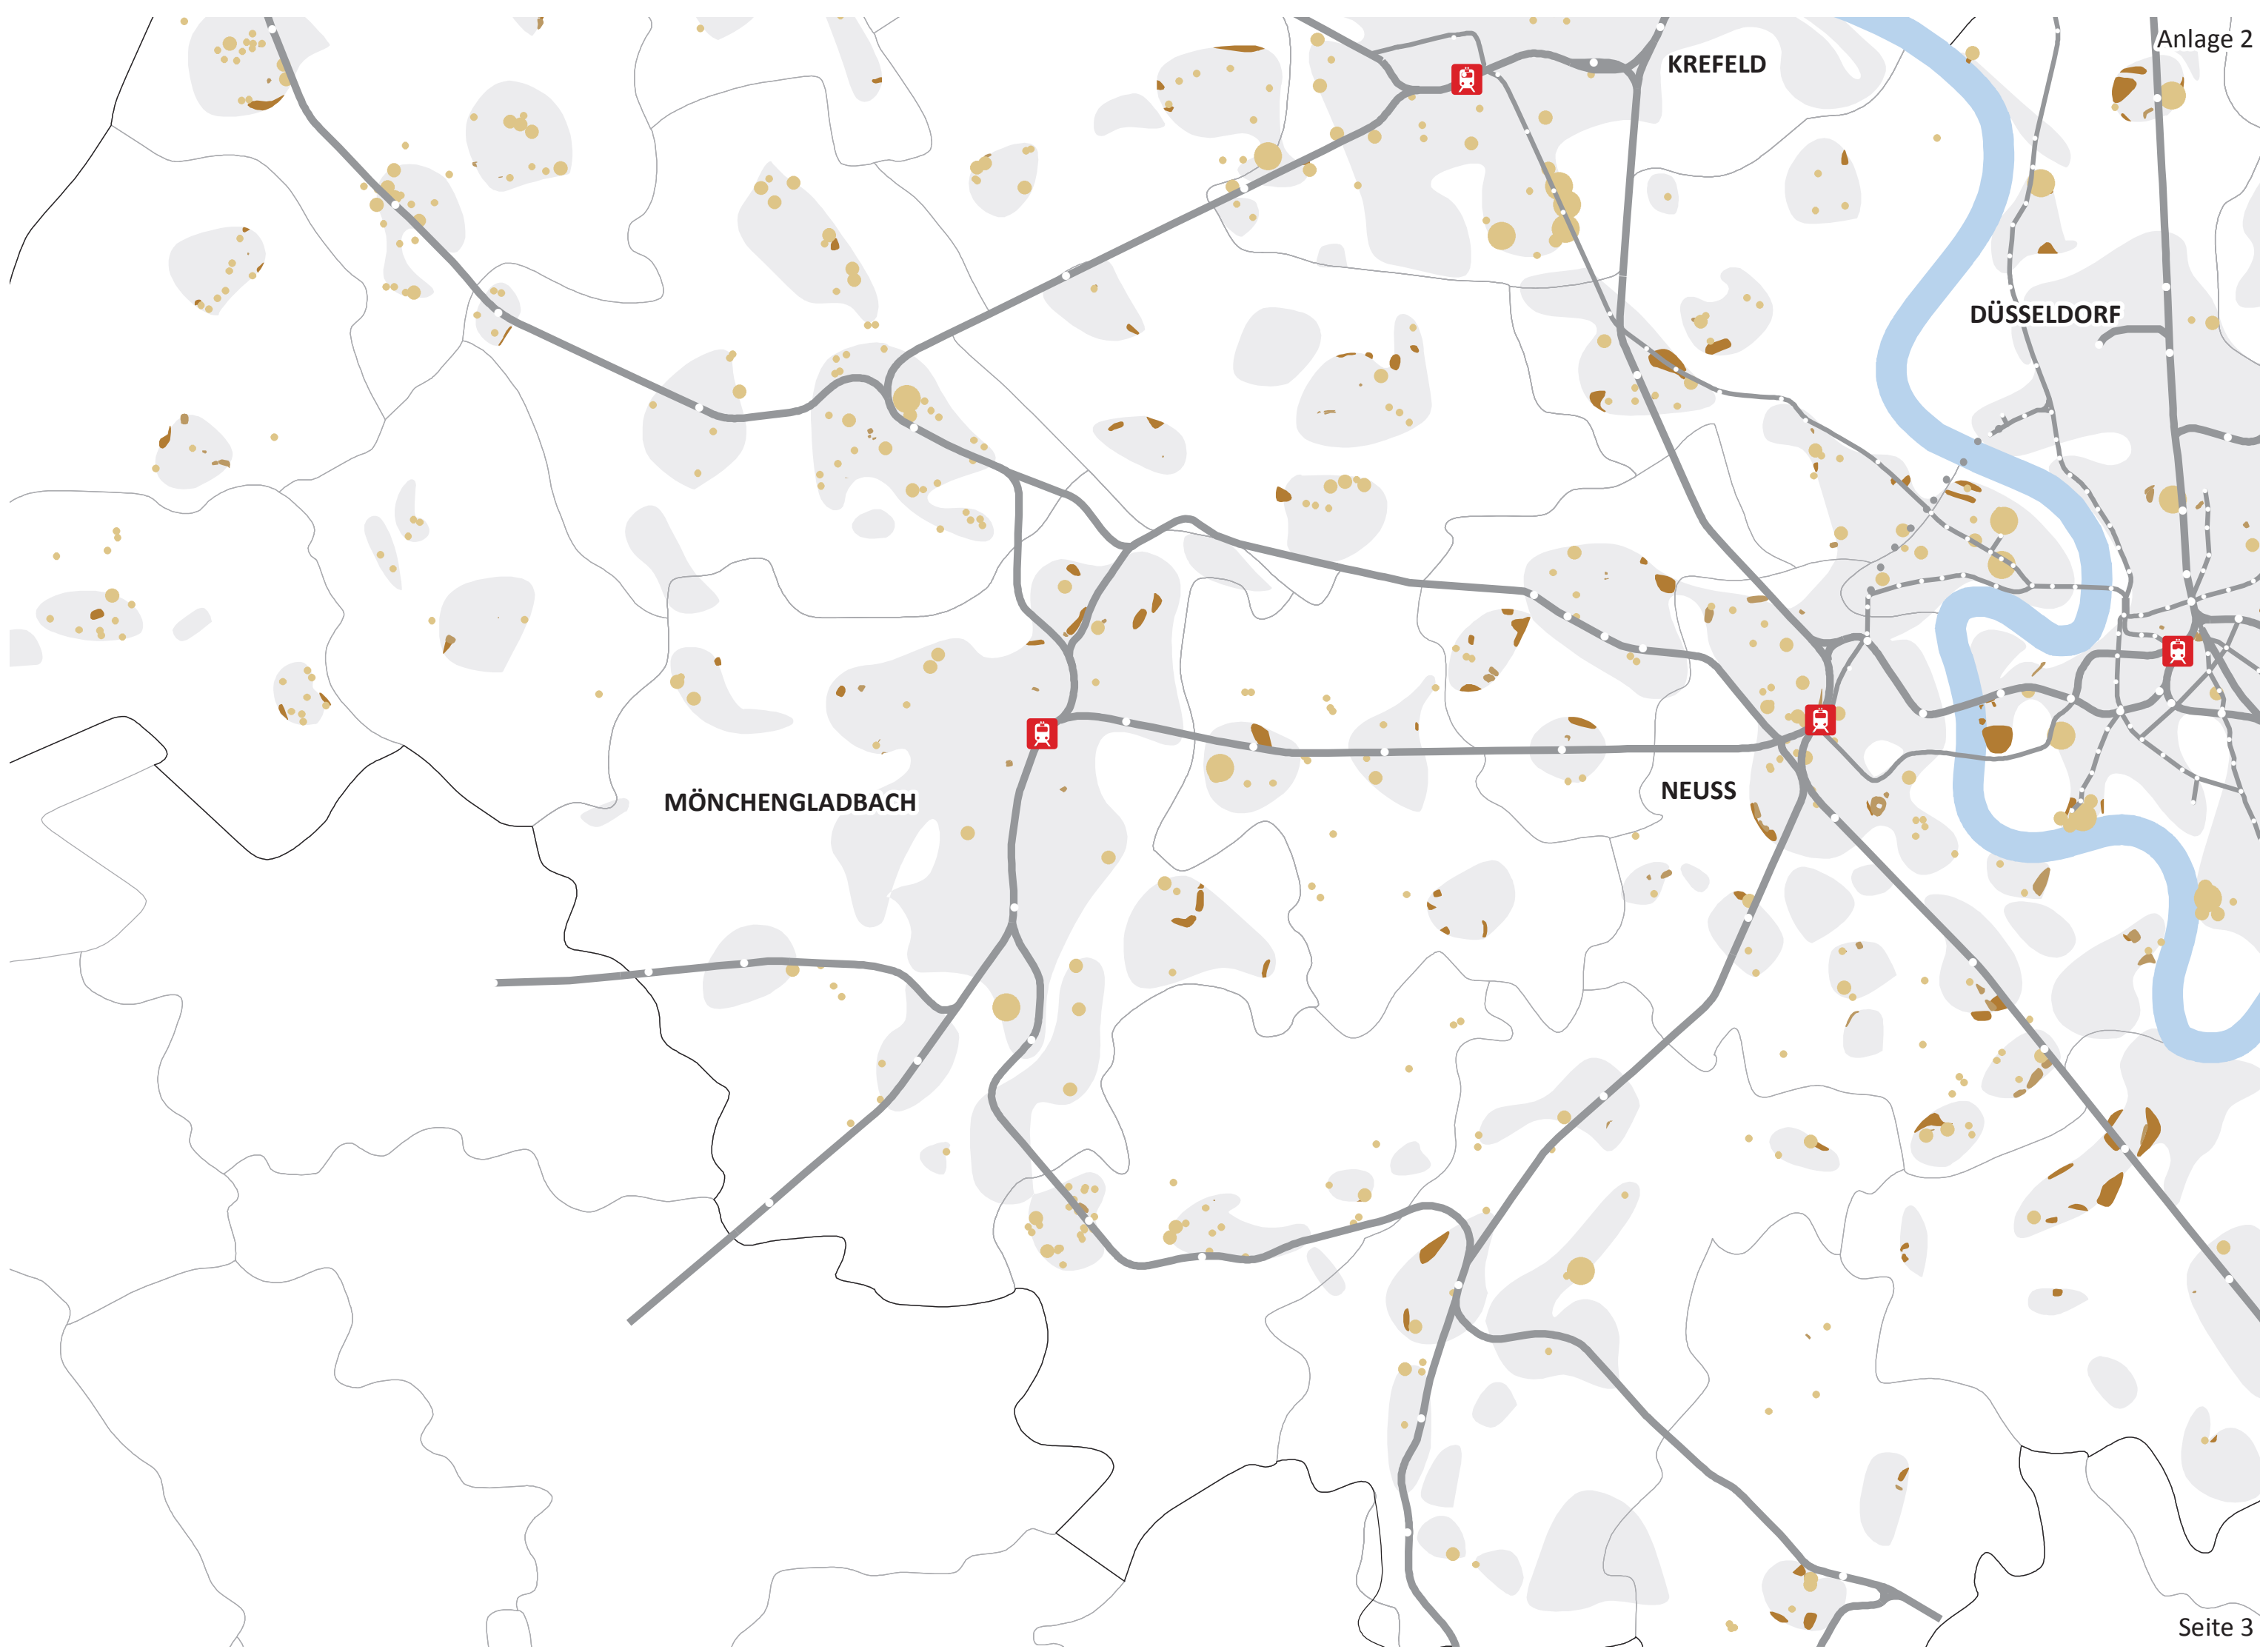 Anlage 2
KREFELD
DÜSSELDORF
NEUSS
MÖNCHENGLADBACH
Seite 3